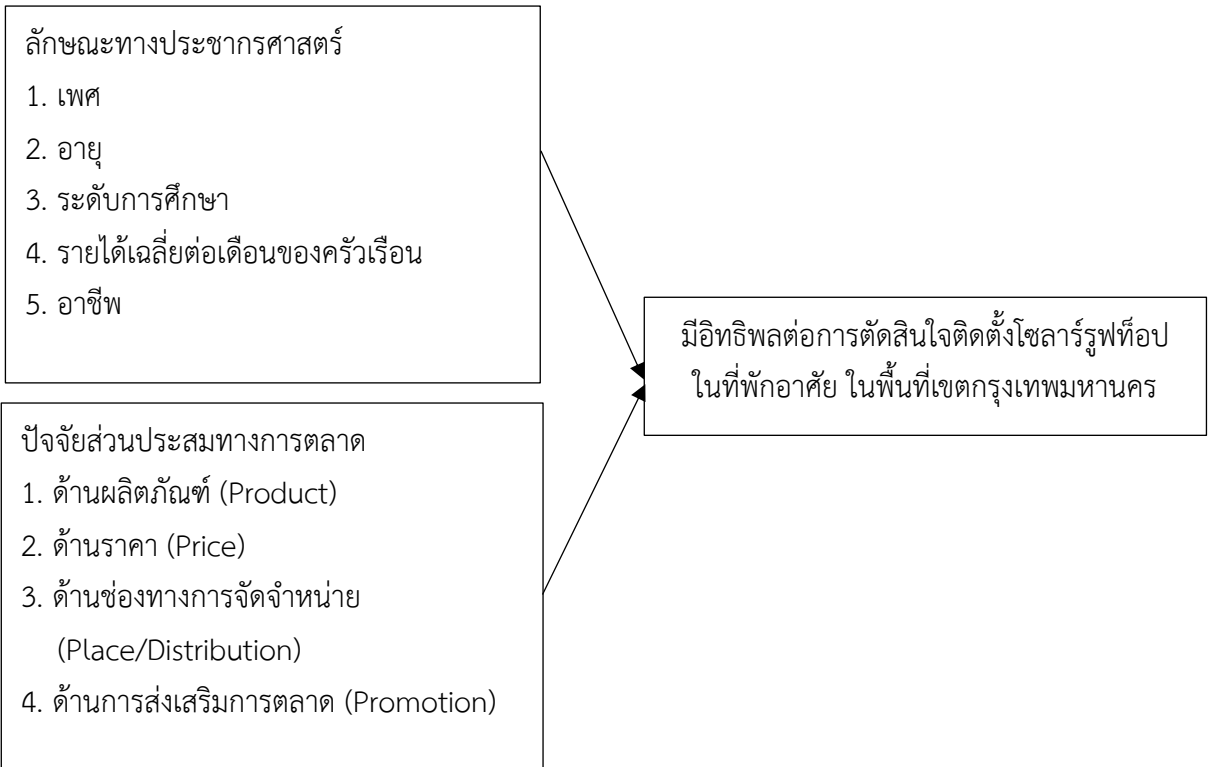 ลักษณะทางประชากรศาสตร์
1. เพศ
2. อายุ
3. ระดับการศึกษา
4. รายได้เฉลี่ยต่อเดือนของครัวเรือน
5. อาชีพ
ปัจจัยส่วนประสมทางการตลาด
1. ด้านผลิตภัณฑ์ (Product)
2. ด้านราคา (Price)
3. ด้านช่องทางการจัดจำหน่าย
(Place/Distribution)
4. ด้านการส่งเสริมการตลาด (Promotion)
มีอิทธิพลต่อการตัดสินใจติดตั้งโซลาร์รูฟท็อป
ในที่พักอาศัย ในพื้นที่เขตกรุงเทพมหานคร